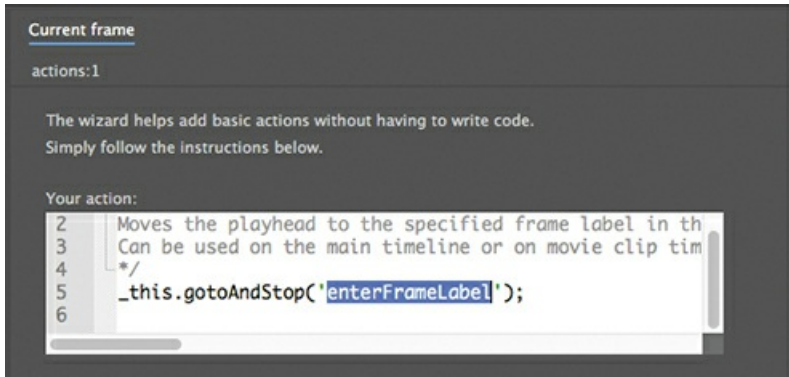 Current frame
actions:1
The wizard helps add basic actions without having to write code.
Simply follow the instructions below.
Your action:
2 Moves the playhead to the specified frame label in th
3 Can be used on the main timeline or on movie clip tim
4 */
5 _this.gotoAndStop('enterFrameLabel');
6